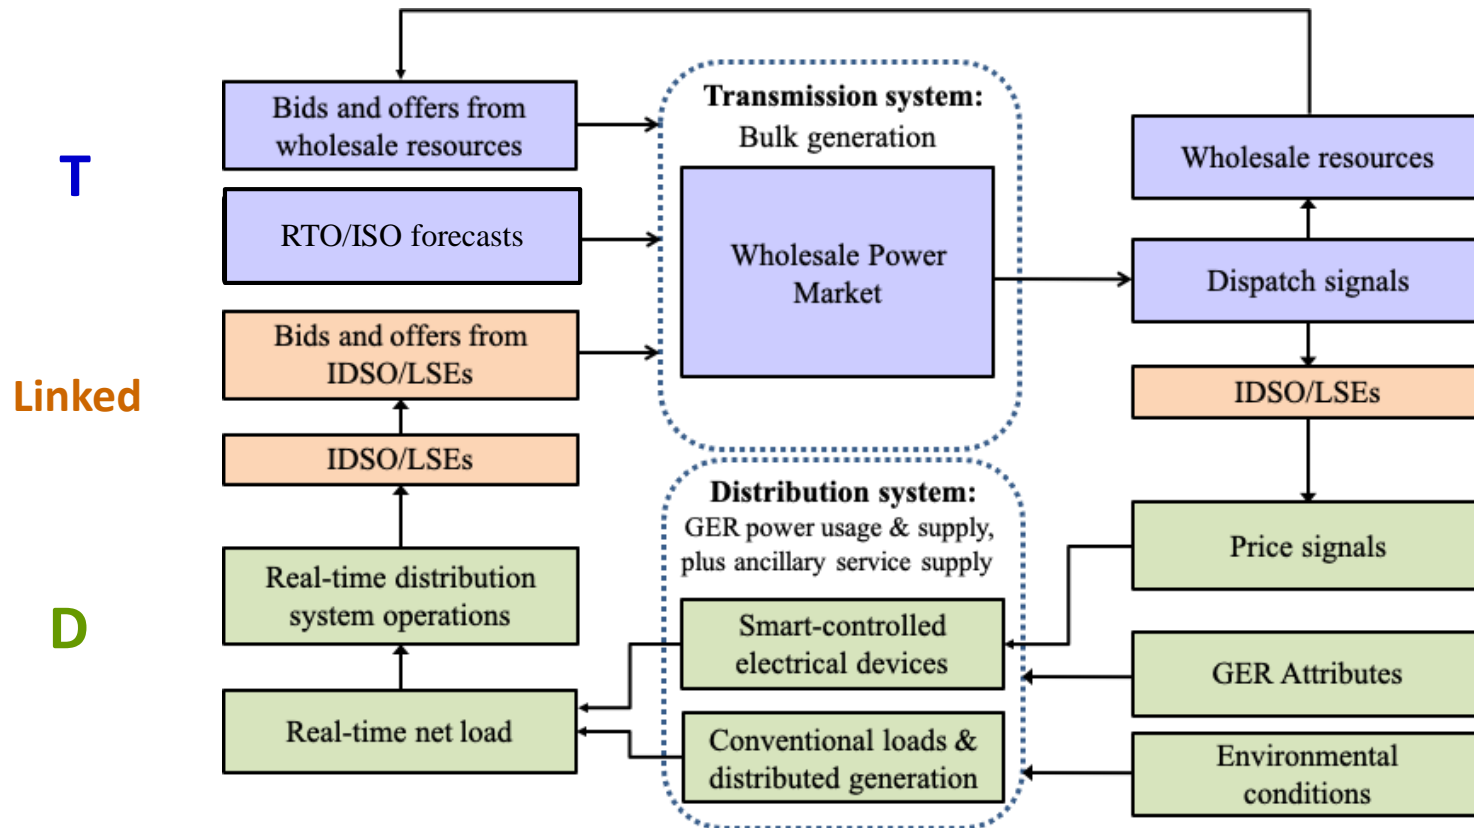 T
Linked
D
Bids and offers from
wholesale resources
RTO/ISO forecasts
Bids and offers from
IDSO/LSEs
IDSO/LSEs
Real-time distribution
system operations
Real-time net load
Transmission system:
Bulk generation
Wholesale Power
Market
Distribution system:
GER power usage & supply,
plus ancillary service supply
Smart-controlled
electrical devices
Conventional loads &
distributed generation
Wholesale resources
Dispatch signals
IDSO/LSEs
Price signals
GER Attributes
Environmental
conditions